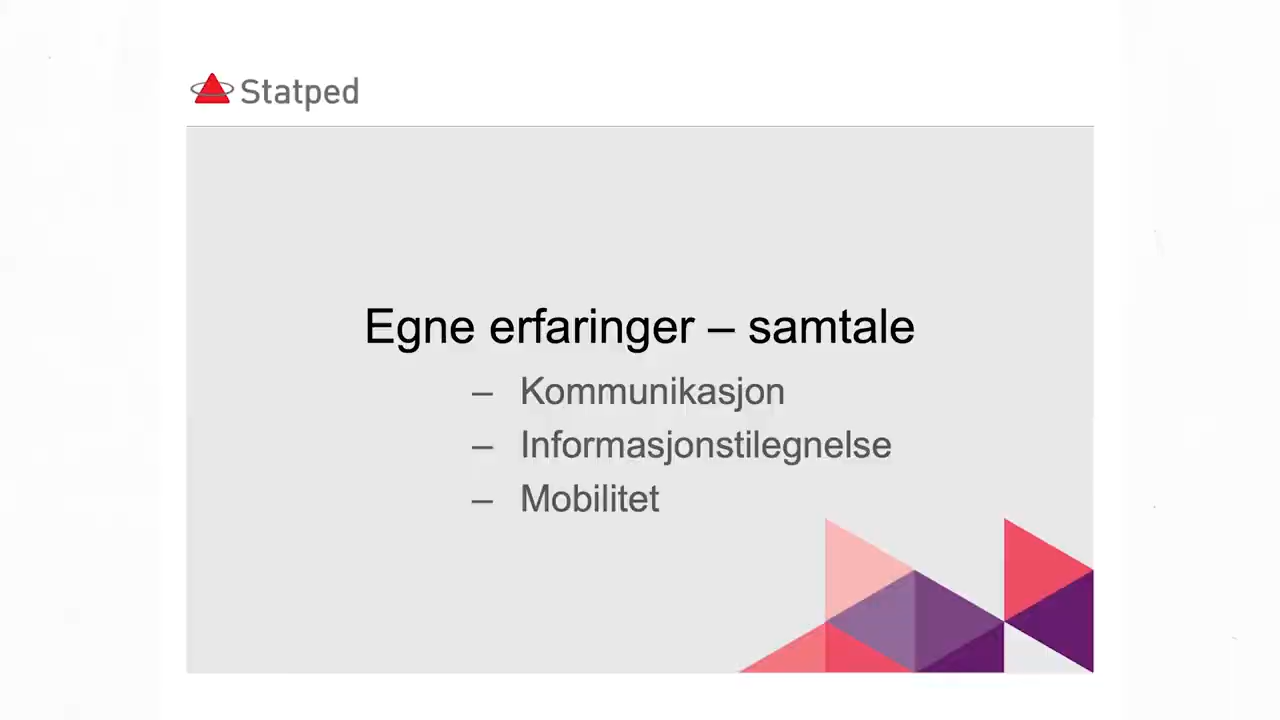 Statped
Egne erfaringer – samtale
– Kommunikasjon
– Informasjonstilegnelse
– Mobilitet